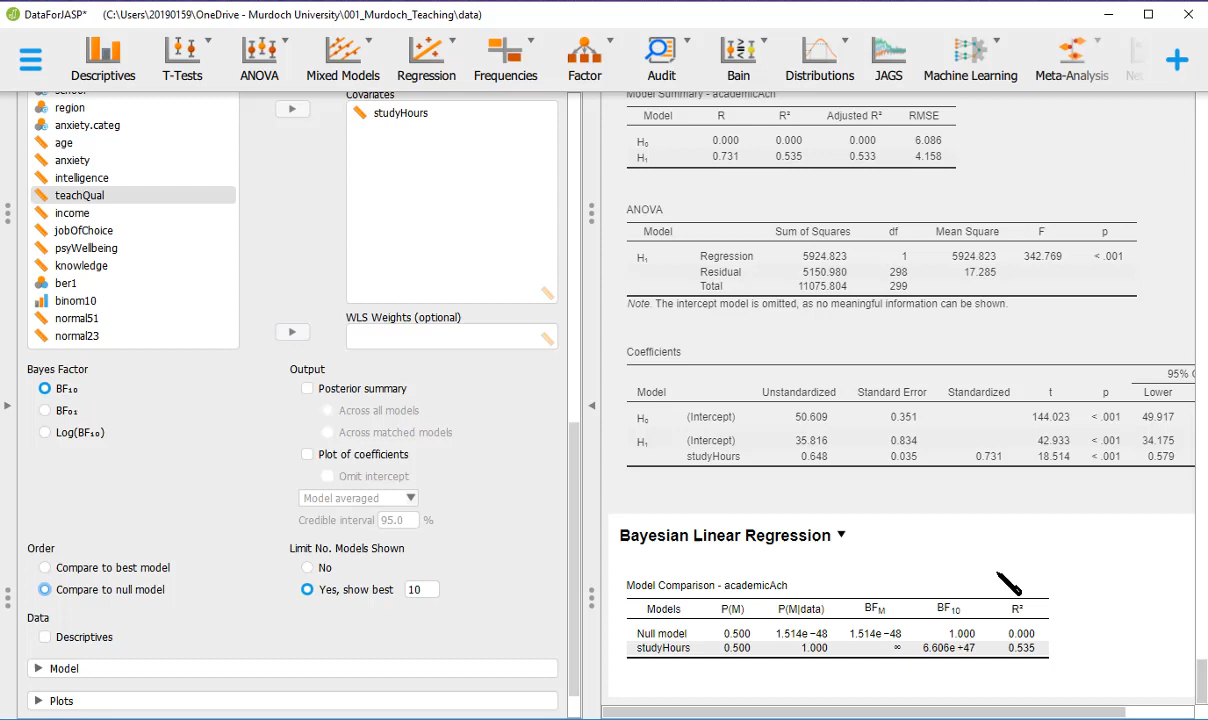 DataForJASP* (C:\Users\20190159\OneDrive - Murdoch University\001_Murdoch_Teaching\data)
Descriptives T-Tests ANOVA Mixed Models Regression Frequencies Factor Audit Bain Distributions JAGS Machine Learning Meta-Analysis
region
anxiety.categ
age
anxiety
intelligence
teachQual
income
jobOfChoice
psyWellbeing
knowledge
ber1
binom10
normal51
normal23
Covariates
studyHours
WLS Weights (optional)
Bayes Factor
BF₁₀
BF₀₁
Log(BF₁₀)
Output
Posterior summary
Across all models
Across matched models
Plot of coefficients
Omit intercept
Model averaged
Credible interval 95.0 %
Order
Compare to best model
Compare to null model
Limit No. Models Shown
No
Yes, show best 10
Data
Descriptives
Model
Plots
Model Summary - academicAch
Model R R² Adjusted R² RMSE
H₀ 0.000 0.000 0.000 6.086
H₁ 0.731 0.535 0.533 4.158
ANOVA
Model Sum of Squares df Mean Square F p
H₁ Regression 5924.823 1 5924.823 342.769 < .001
Residual 5150.980 298 17.285
Total 11075.804 299
Note. The intercept model is omitted, as no meaningful information can be shown.
Coefficients
95% C
Model Unstandardized Standard Error Standardized t p Lower
H₀ (Intercept) 50.609 0.351 144.023 < .001 49.917
H₁ (Intercept) 35.816 0.834 42.933 < .001 34.175
studyHours 0.648 0.035 0.731 18.514 < .001 0.579
Bayesian Linear Regression
Model Comparison - academicAch
Models P(M) P(M|data) BF_M BF₁₀ R²
Null model 0.500 1.514e −48 1.514e −48 1.000 0.000
studyHours 0.500 1.000 ∞ 6.606e +47 0.535